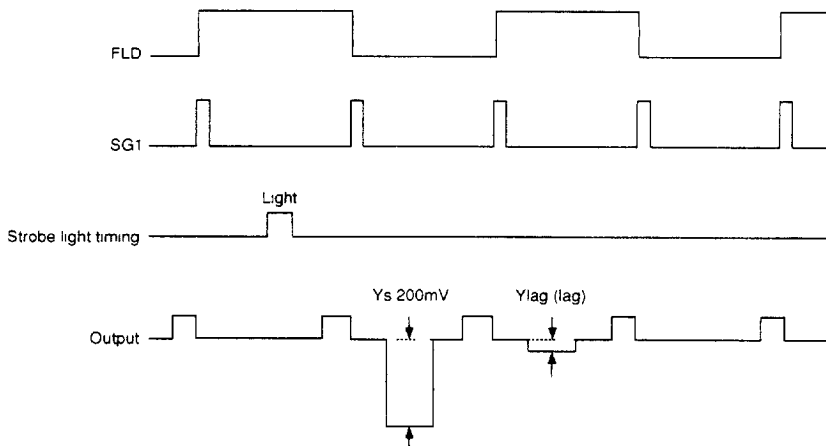 FLD
SG1
Light
Strobe light timing
Ys 200mV
Ylag (lag)
Output